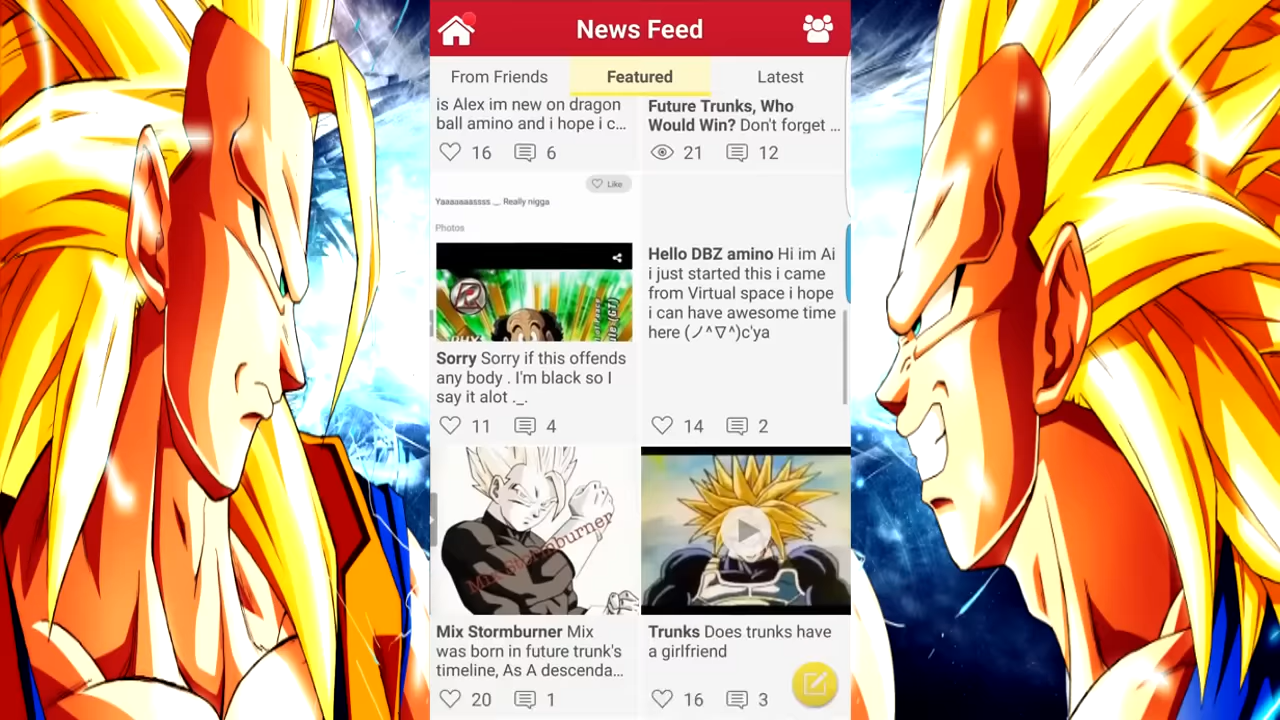 News Feed
From Friends
Featured
Latest
is Alex im new on dragon
ball amino and i hope i c...
16
6
Future Trunks, Who
Would Win? Don't forget ...
21
12
Like
Yaaaaaaassss ._. Really nigga
Photos
Sorry Sorry if this offends
any body . I'm black so I
say it alot ._.
11
4
Hello DBZ amino Hi im Ai
i just started this i came
from Virtual space i hope
i can have awesome time
here (ノ^∇^)c'ya
14
2
Mix Stormburner
Mix Stormburner Mix
was born in future trunk's
timeline, As A descenda...
20
1
Trunks Does trunks have
a girlfriend
16
3